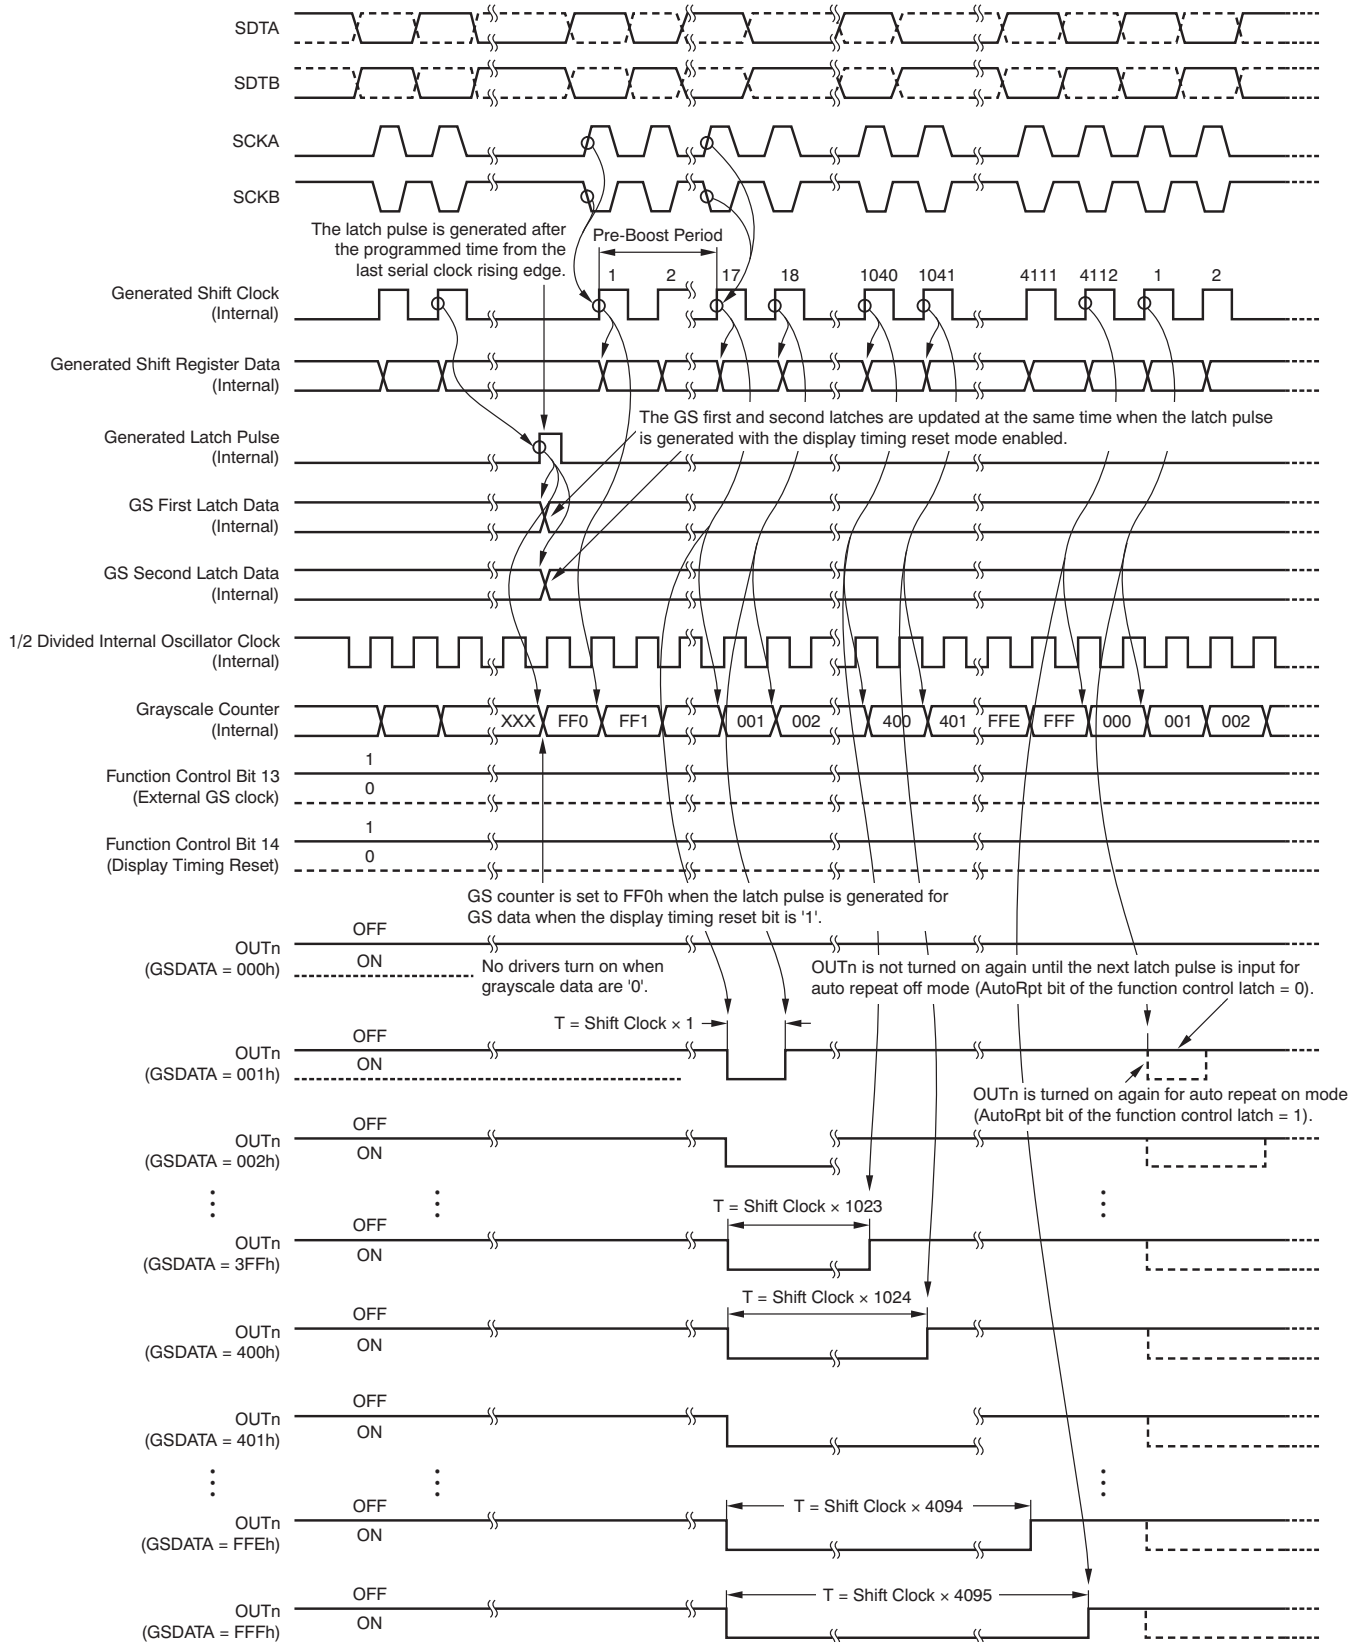 SDTA
SDTB
SCKA
SCKB
The latch pulse is generated after
the programmed time from the
last serial clock rising edge.
Pre-Boost Period
1 2 17 18 1040 1041 4111 4112 1 2
Generated Shift Clock
(Internal)
Generated Shift Register Data
(Internal)
The GS first and second latches are updated at the same time when the latch pulse
is generated with the display timing reset mode enabled.
Generated Latch Pulse
(Internal)
GS First Latch Data
(Internal)
GS Second Latch Data
(Internal)
1/2 Divided Internal Oscillator Clock
(Internal)
Grayscale Counter
(Internal)
XXX FF0 FF1 001 002 400 401 FFE FFF 000 001 002
1
Function Control Bit 13
(External GS clock)
0
1
Function Control Bit 14
(Display Timing Reset)
0
GS counter is set to FF0h when the latch pulse is generated for
GS data when the display timing reset bit is '1'.
OFF
OUTn
(GSDATA = 000h)
ON
No drivers turn on when
grayscale data are '0'.
OUTn is not turned on again until the next latch pulse is input for
auto repeat off mode (AutoRpt bit of the function control latch = 0).
T = Shift Clock × 1
OFF
OUTn
(GSDATA = 001h)
ON
OUTn is turned on again for auto repeat on mode
(AutoRpt bit of the function control latch = 1).
OFF
OUTn
(GSDATA = 002h)
ON
T = Shift Clock × 1023
OFF
OUTn
(GSDATA = 3FFh)
ON
T = Shift Clock × 1024
OFF
OUTn
(GSDATA = 400h)
ON
OFF
OUTn
(GSDATA = 401h)
ON
T = Shift Clock × 4094
OFF
OUTn
(GSDATA = FFEh)
ON
T = Shift Clock × 4095
OFF
OUTn
(GSDATA = FFFh)
ON